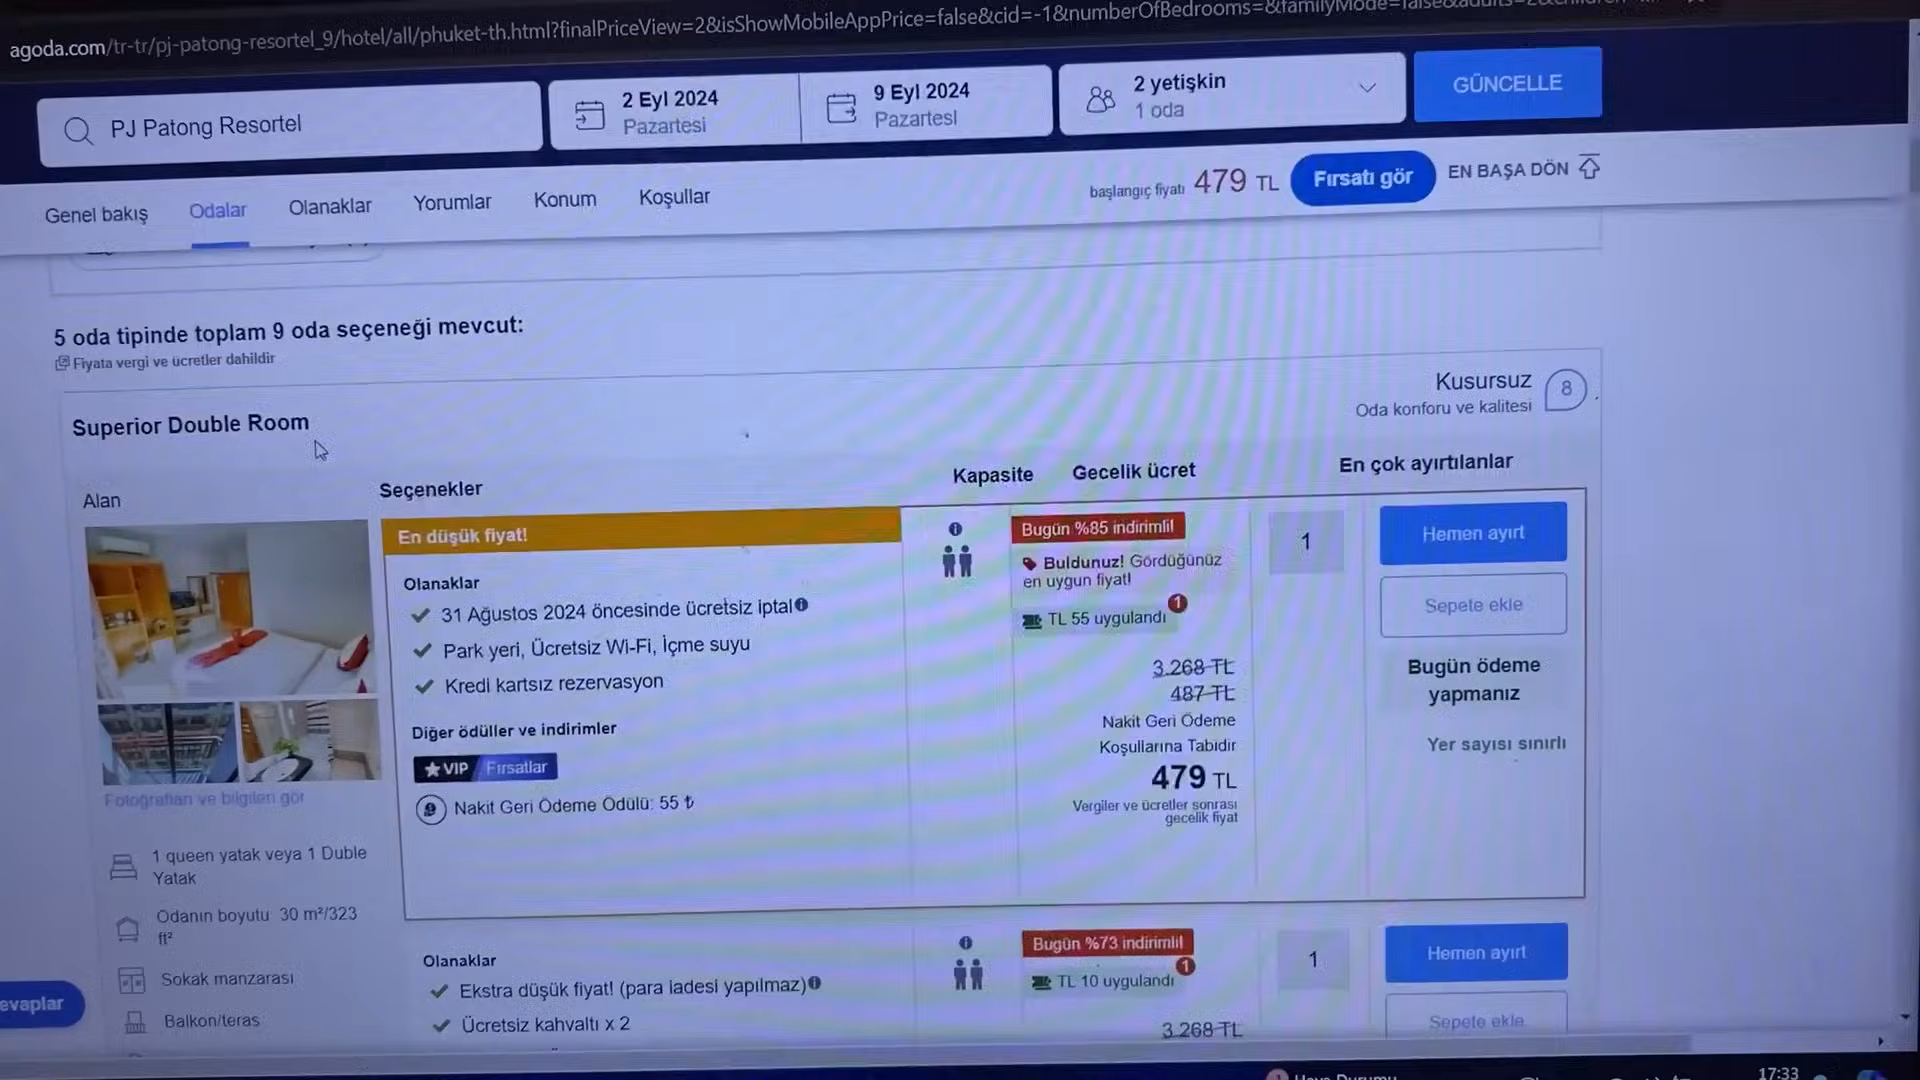 agoda.com/tr-tr/pj-patong-resortel_9/hotel/all/phuket-th.html?finalPriceView=2&isShowMobileAppPrice=false&cid=-1&numberOfBedrooms=&familyMode=false
PJ Patong Resortel
2 Eyl 2024
Pazartesi
9 Eyl 2024
Pazartesi
2 yetişkin
1 oda
GÜNCELLE
Genel bakış
Odalar
Olanaklar
Yorumlar
Konum
Koşullar
başlangıç fiyatı 479 TL
Fırsatı gör
EN BAŞA DÖN
5 oda tipinde toplam 9 oda seçeneği mevcut:
Fiyata vergi ve ücretler dahildir
Superior Double Room
Kusursuz
Oda konforu ve kalitesi
8
Alan
Seçenekler
Kapasite
Gecelik ücret
En çok ayırtılanlar
En düşük fiyat!
Olanaklar
31 Ağustos 2024 öncesinde ücretsiz iptal
Park yeri, Ücretsiz Wi-Fi, İçme suyu
Kredi kartsız rezervasyon
Diğer ödüller ve indirimler
VIP Fırsatlar
Nakit Geri Ödeme Ödülü: 55 ₺
Bugün %85 indirimli!
Buldunuz! Gördüğünüz
en uygun fiyat!
TL 55 uygulandı
1
3.268 TL
487 TL
Nakit Geri Ödeme
Koşullarına Tabidir
479 TL
Vergiler ve ücretler sonrası
gecelik fiyat
1
Hemen ayırt
Sepete ekle
Bugün ödeme
yapmanız
Yer sayısı sınırlı
Fotoğrafları ve bilgileri gör
1 queen yatak veya 1 Duble
Yatak
Odanın boyutu 30 m²/323
ft²
Sokak manzarası
Balkon/teras
evaplar
Olanaklar
Ekstra düşük fiyat! (para iadesi yapılmaz)
Ücretsiz kahvaltı x 2
Bugün %73 indirimli!
TL 10 uygulandı
1
3.268 TL
1
Hemen ayırt
Sepete ekle
Hava Durumu
17:33